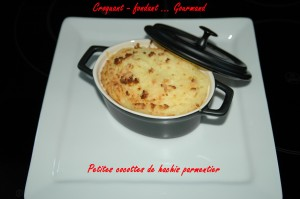 Croquant - fondant ... Gourmand
Petites cocottes de hachis parmentier